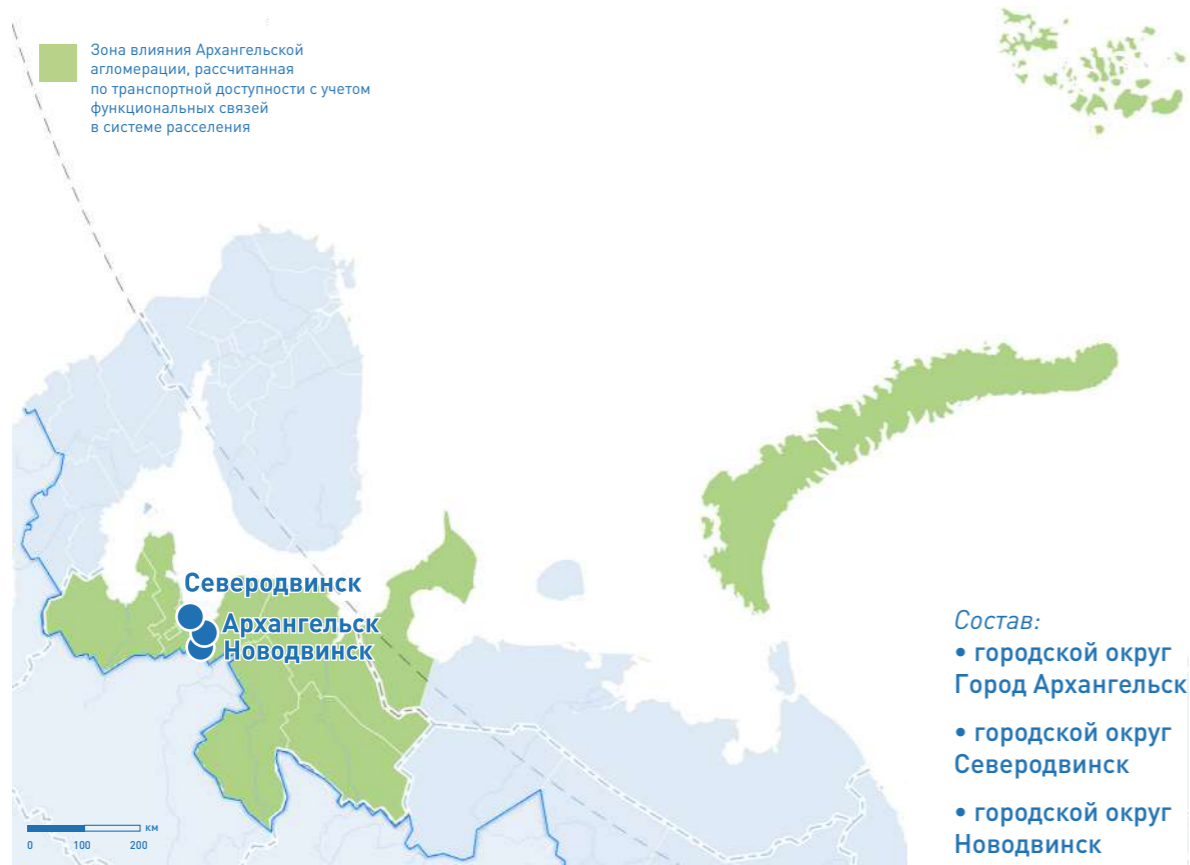 Зона влияния Архангельской
агломерации, рассчитанная
по транспортной доступности с учетом
функциональных связей
в системе расселения
Северодвинск
Архангельск
Новодвинск
Состав:
• городской округ
Город Архангельск
• городской округ
Северодвинск
• городской округ
Новодвинск
км
0 100 200